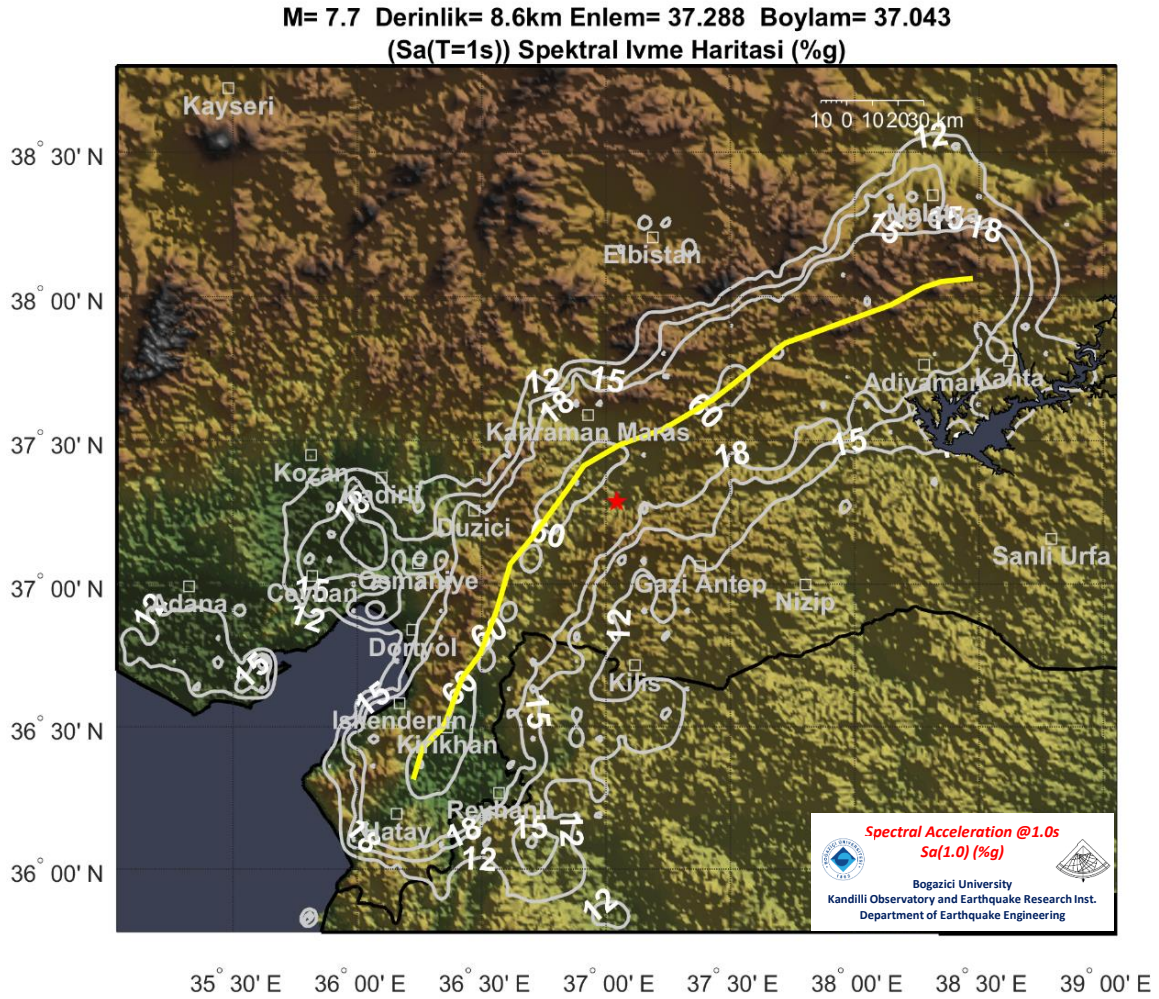 M= 7.7 Derinlik= 8.6km Enlem= 37.288 Boylam= 37.043
(Sa(T=1s)) Spektral Ivme Haritasi (%g)
Kayseri
10 0 10 20 30 km
12
38° 30' N
Malatya
15 15 18
Elbistan
38° 00' N
12 15
Adiyaman Kahta
18
60
Kahraman Maras
37° 30' N
18 15
Kozan
Kadirli
18
Duzici
60
Sanli Urfa
Osmaniye
Gazi Antep
37° 00' N
Ceyhan
15
Nizip
Adana
12
12
12
60
Dortyol
15
Kilis
60
15
Iskenderun
15
36° 30' N
Kirikhan
Reyhanli
Hatay
18
18 15 12
12
36° 00' N
12
Spectral Acceleration @1.0s
Sa(1.0) (%g)
Bogazici University
Kandilli Observatory and Earthquake Research Inst.
Department of Earthquake Engineering
35° 30' E 36° 00' E 36° 30' E 37° 00' E 37° 30' E 38° 00' E 38° 30' E 39° 00' E